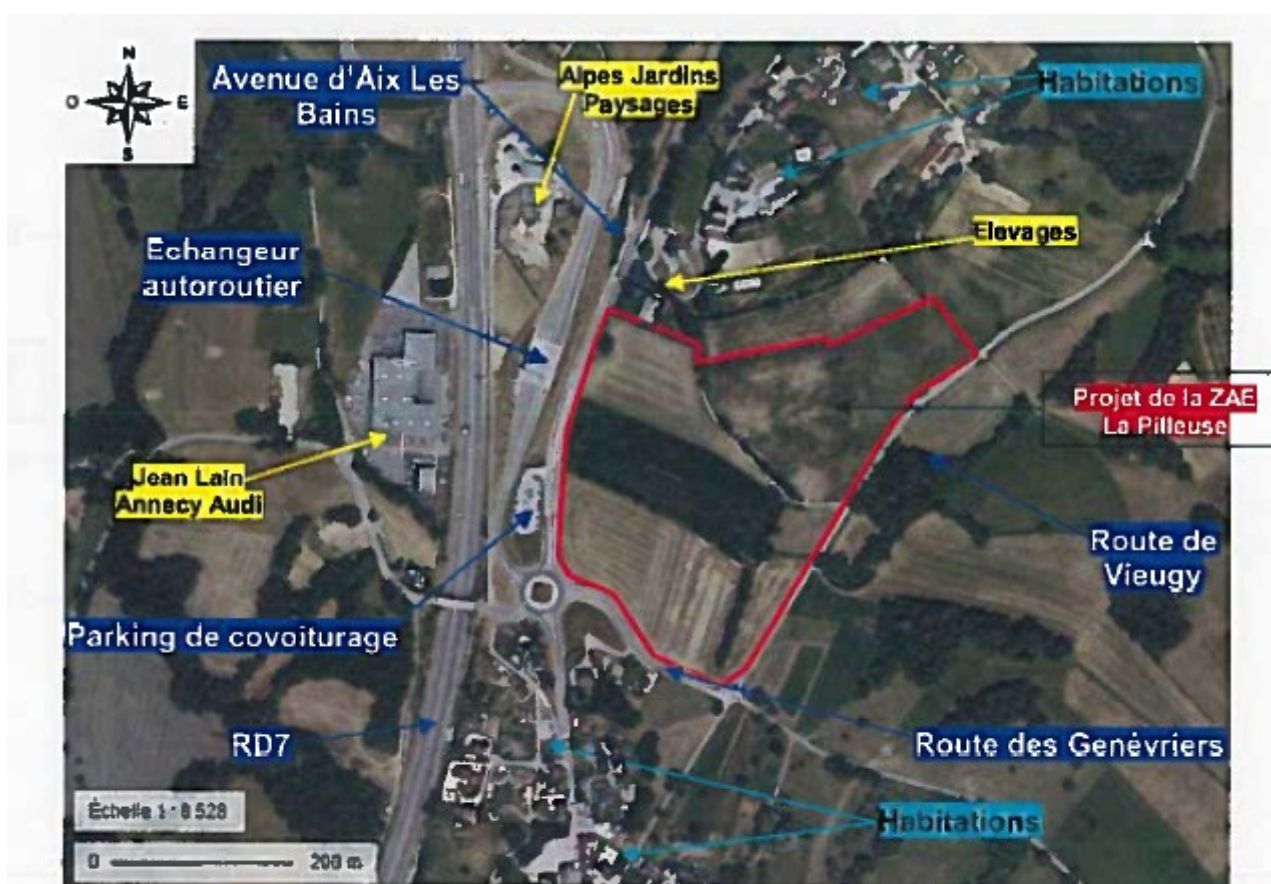 N
O E
S
Avenue d'Aix Les
Bains
Alpes Jardins
Paysages
Habitations
Elevages
Echangeur
autoroutier
Projet de la ZAE
La Pilleuse
Jean Lain
Annecy Audi
Route de
Vieugy
Parking de covoiturage
RD7
Route des Genévriers
Habitations
Échelle 1:8 528
0 200 m